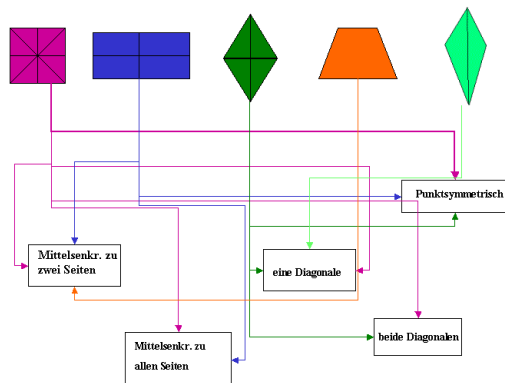 Punktsymmetrisch
Mittelsenkr. zu
zwei Seiten
eine Diagonale
Mittelsenkr. zu
allen Seiten
beide Diagonalen